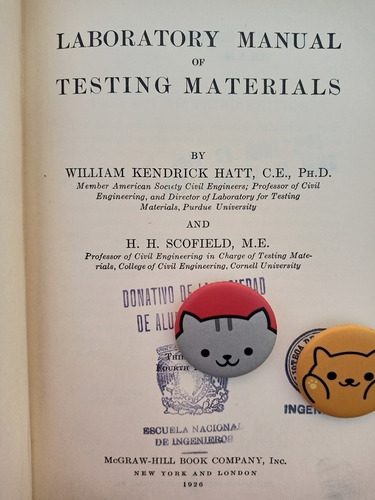 LABORATORY MANUAL
OF
TESTING MATERIALS
BY
WILLIAM KENDRICK HATT, C.E., PH.D.
Member American Society Civil Engineers; Professor of Civil
Engineering, and Director of Laboratory for Testing
Materials, Purdue University
AND
H. H. SCOFIELD, M.E.
Professor of Civil Engineering in Charge of Testing Mate-
rials, College of Civil Engineering, Cornell University
DONATIVO DE LA
DE
ESCUELA NACIONAL
DE INGENIEROS
McGRAW-HILL BOOK COMPANY, INC.
NEW YORK AND LONDON
1926